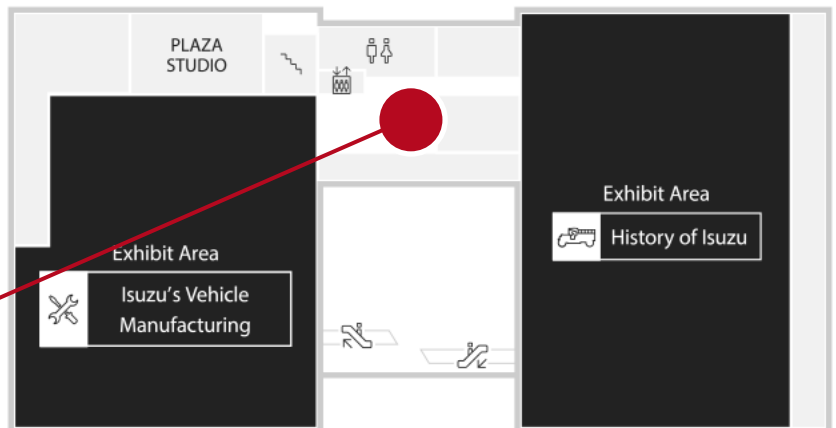 PLAZA
STUDIO
Exhibit Area
History of Isuzu
Exhibit Area
Isuzu's Vehicle
Manufacturing